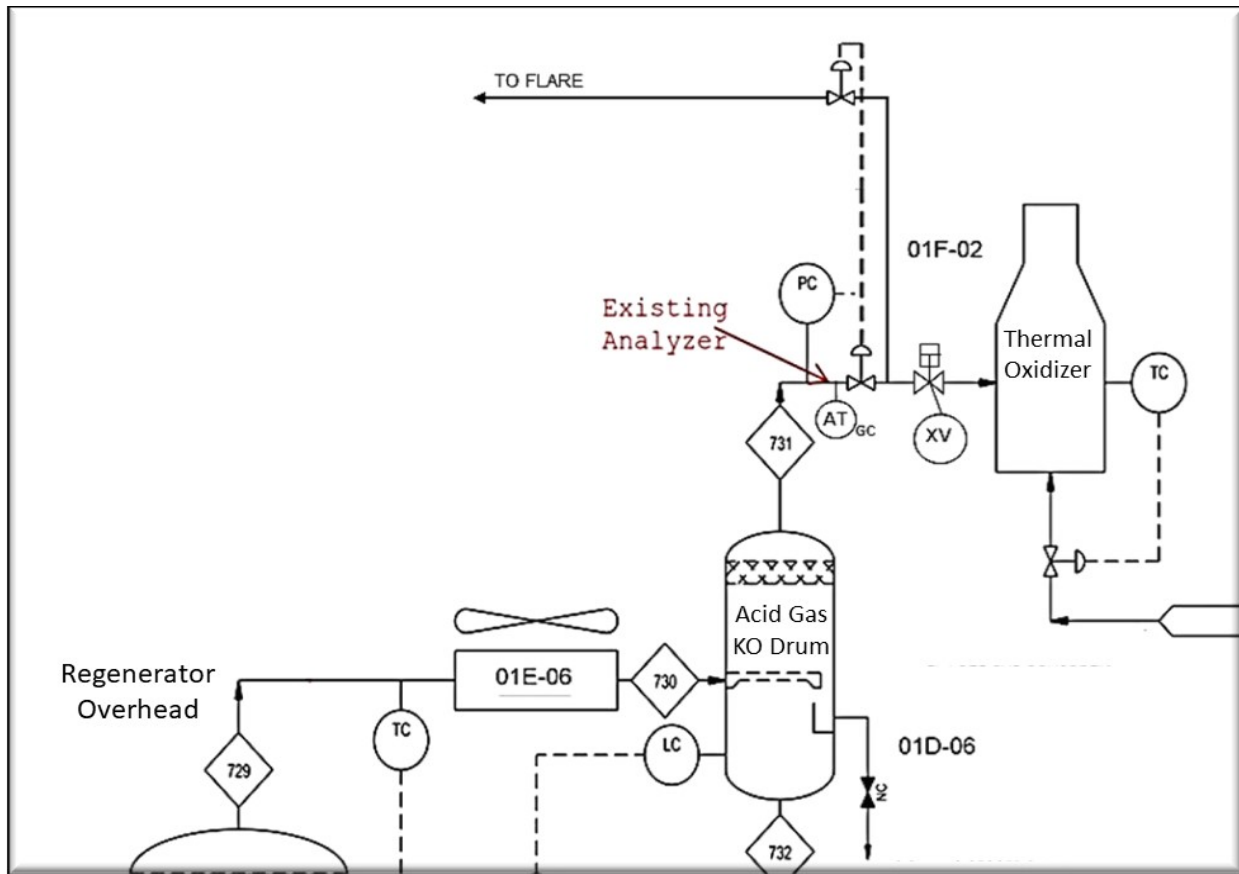 TO FLARE
01F-02
PC
Existing
Analyzer
Thermal
Oxidizer
TC
AT
GC
XV
731
Acid Gas
KO Drum
01E-06
730
Regenerator
Overhead
TC
LC
01D-06
729
NC
732